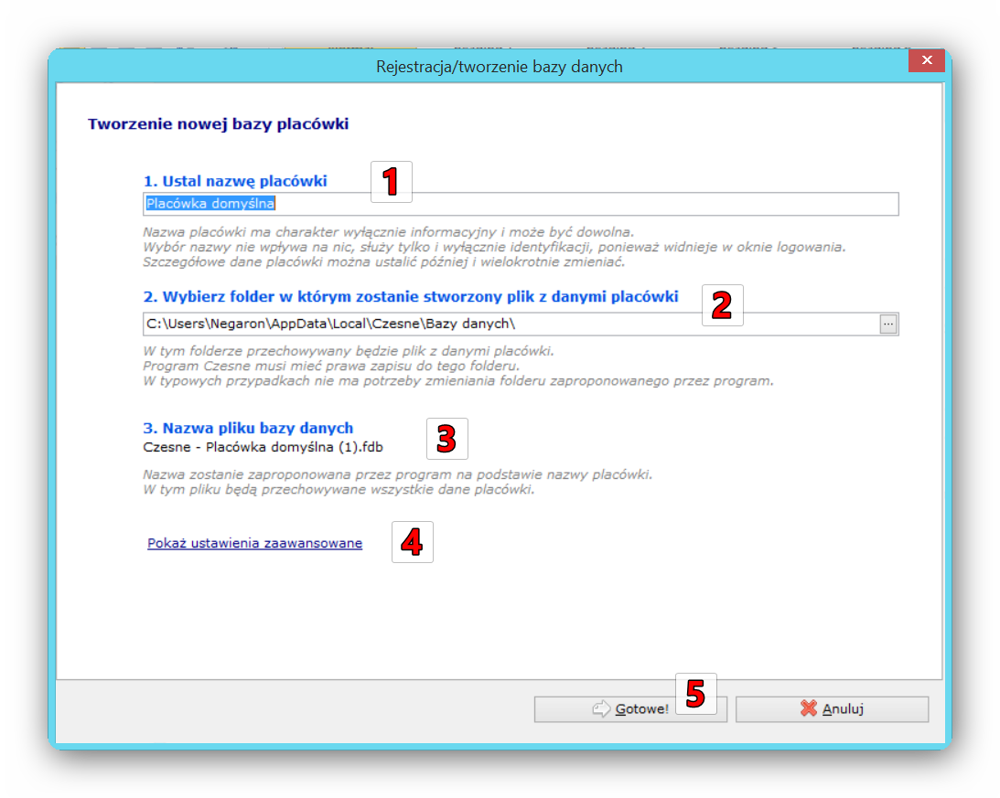 Rejestracja/tworzenie bazy danych
Tworzenie nowej bazy placówki
1. Ustal nazwę placówki
1
Placówka domyślna
Nazwa placówki ma charakter wyłącznie informacyjny i może być dowolna.
Wybór nazwy nie wpływa na nic, służy tylko i wyłącznie identyfikacji, ponieważ widnieje w oknie logowania.
Szczegółowe dane placówki można ustalić później i wielokrotnie zmieniać.
2. Wybierz folder w którym zostanie stworzony plik z danymi placówki
2
C:\Users\Negaron\AppData\Local\Czesne\Bazy danych\
...
W tym folderze przechowywany będzie plik z danymi placówki.
Program Czesne musi mieć prawa zapisu do tego folderu.
W typowych przypadkach nie ma potrzeby zmieniania folderu zaproponowanego przez program.
3. Nazwa pliku bazy danych
3
Czesne - Placówka domyślna (1).fdb
Nazwa zostanie zaproponowana przez program na podstawie nazwy placówki.
W tym pliku będą przechowywane wszystkie dane placówki.
Pokaż ustawienia zaawansowane
4
Gotowe!
5
Anuluj